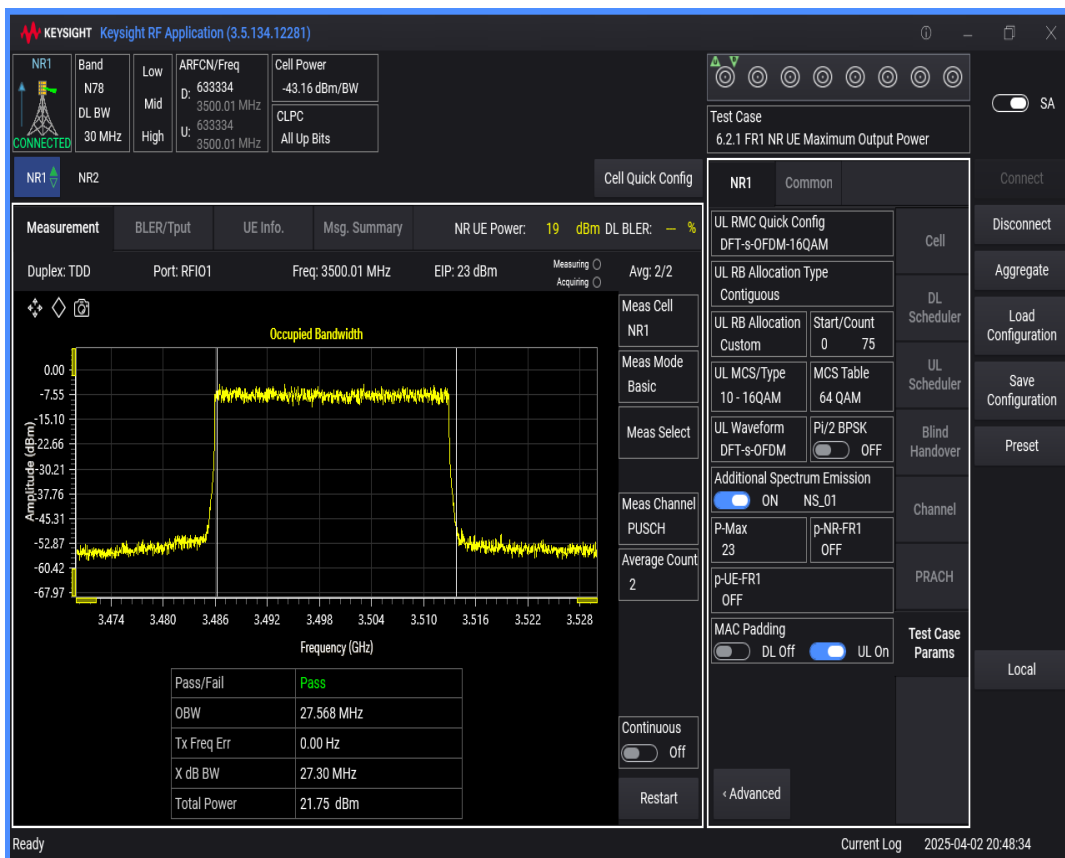 KEYSIGHT Keysight RF Application (3.5.134.12281)
NR1
CONNECTED
Band
N78
DL BW
30 MHz
Low
Mid
High
ARFCN/Freq
D: 633334
3500.01 MHz
U: 633334
3500.01 MHz
Cell Power
-43.16 dBm/BW
CLPC
All Up Bits
Test Case
6.2.1 FR1 NR UE Maximum Output Power
SA
NR1 NR2 Cell Quick Config
Measurement BLER/Tput UE Info. Msg. Summary NR UE Power: 19 dBm DL BLER: — %
Duplex: TDD Port: RFIO1 Freq: 3500.01 MHz EIP: 23 dBm Measuring Acquiring Avg: 2/2
Occupied Bandwidth
Amplitude (dBm)
0.00
-7.55
-15.10
-22.66
-30.21
-37.76
-45.31
-52.87
-60.42
-67.97
3.474 3.480 3.486 3.492 3.498 3.504 3.510 3.516 3.522 3.528
Frequency (GHz)
Pass/Fail Pass
OBW 27.568 MHz
Tx Freq Err 0.00 Hz
X dB BW 27.30 MHz
Total Power 21.75 dBm
Meas Cell
NR1
Meas Mode
Basic
Meas Select
Meas Channel
PUSCH
Average Count
2
Continuous
Off
Restart
NR1 Common
UL RMC Quick Config
DFT-s-OFDM-16QAM
UL RB Allocation Type
Contiguous
UL RB Allocation Start/Count
Custom 0 75
UL MCS/Type MCS Table
10 - 16QAM 64 QAM
UL Waveform Pi/2 BPSK
DFT-s-OFDM OFF
Additional Spectrum Emission
ON NS_01
P-Max p-NR-FR1
23 OFF
p-UE-FR1
OFF
MAC Padding
DL Off UL On
‹ Advanced
Cell
DL
Scheduler
UL
Scheduler
Blind
Handover
Channel
PRACH
Test Case
Params
Connect
Disconnect
Aggregate
Load
Configuration
Save
Configuration
Preset
Local
Ready Current Log 2025-04-02 20:48:34